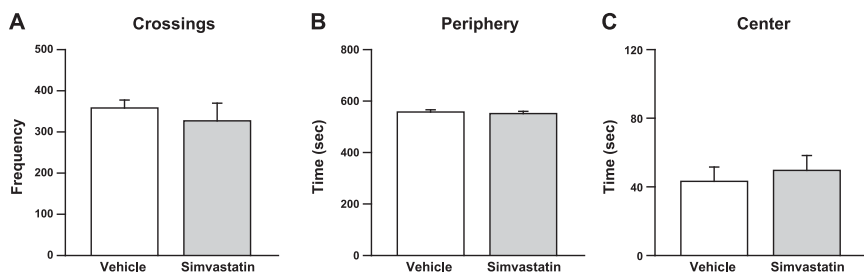 A Crossings
Frequency
500
400
300
200
100
0
Vehicle Simvastatin
B Periphery
Time (sec)
800
600
400
600
0
Vehicle Simvastatin
C Center
Time (sec)
120
80
40
0
Vehicle Simvastatin